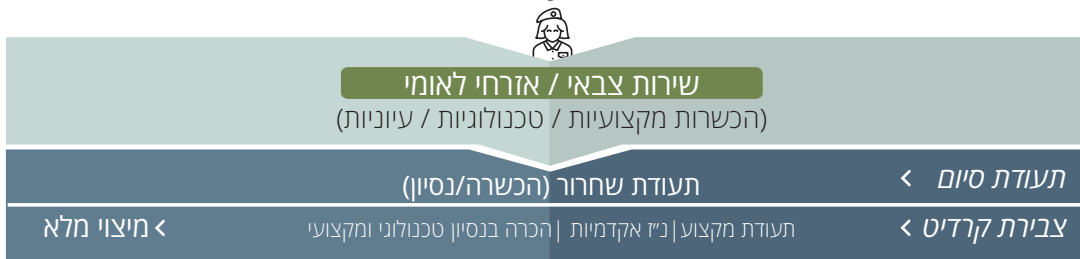 שירות צבאי / אזרחי לאומי
(הכשרות מקצועיות / טכנולוגיות / עיוניות)
תעודת סיום > תעודת שחרור (הכשרה/נסיון)
צבירת קרדיט > תעודת מקצוע | נ״ז אקדמיות | הכרה בנסיון טכנולוגי ומקצועי > מיצוי מלא